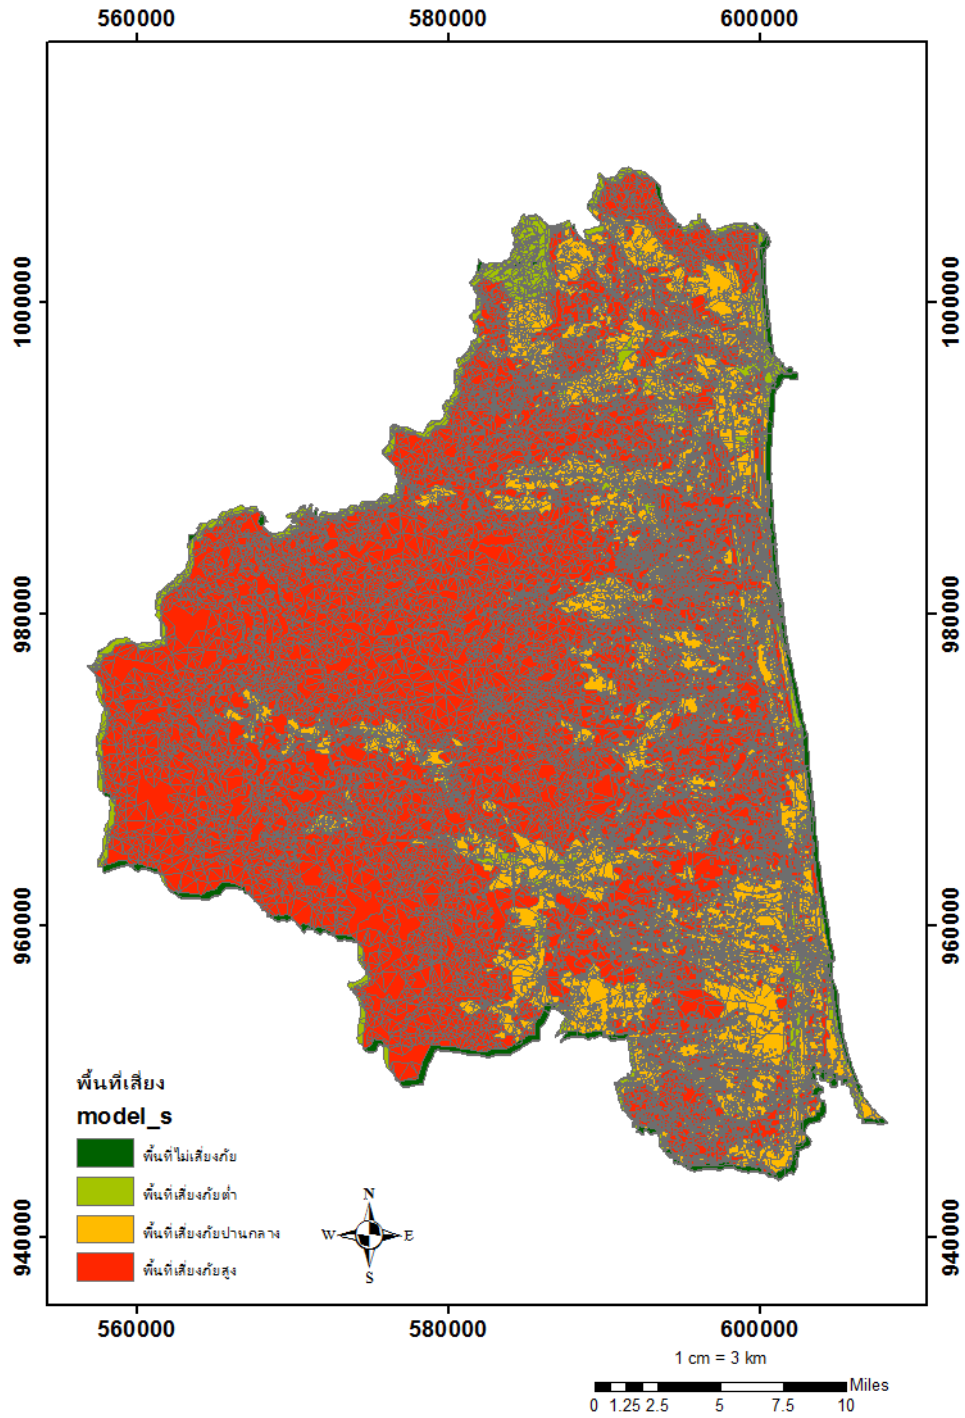 560000 580000 600000
1000000 1000000
980000 980000
960000 960000
940000 940000
พื้นที่เสี่ยง
model_s
พื้นที่ไม่เสี่ยงภัย
พื้นที่เสี่ยงภัยต่ำ
พื้นที่เสี่ยงภัยปานกลาง
พื้นที่เสี่ยงภัยสูง
N
W E
S
560000 580000 600000
1 cm = 3 km
Miles
0 1.25 2.5 5 7.5 10